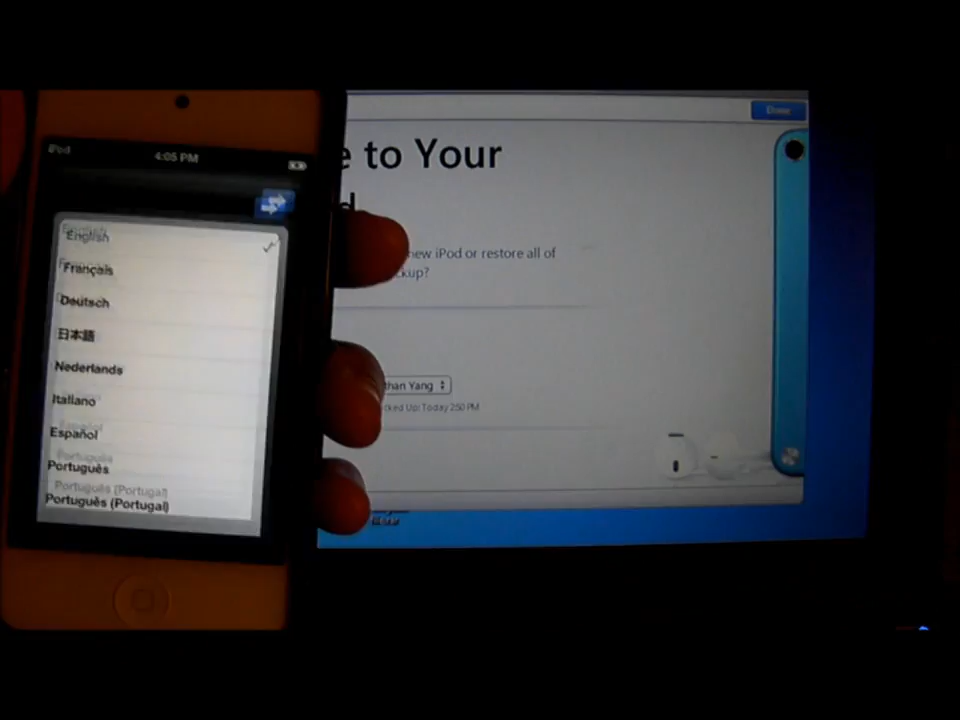 iPod
4:05 PM
English
Français
Deutsch
日本語
Nederlands
Italiano
Español
Português
Português (Portugal)
Done
e to Your
d
new iPod or restore all of
ckup?
than Yang
cked Up: Today 2:50 PM